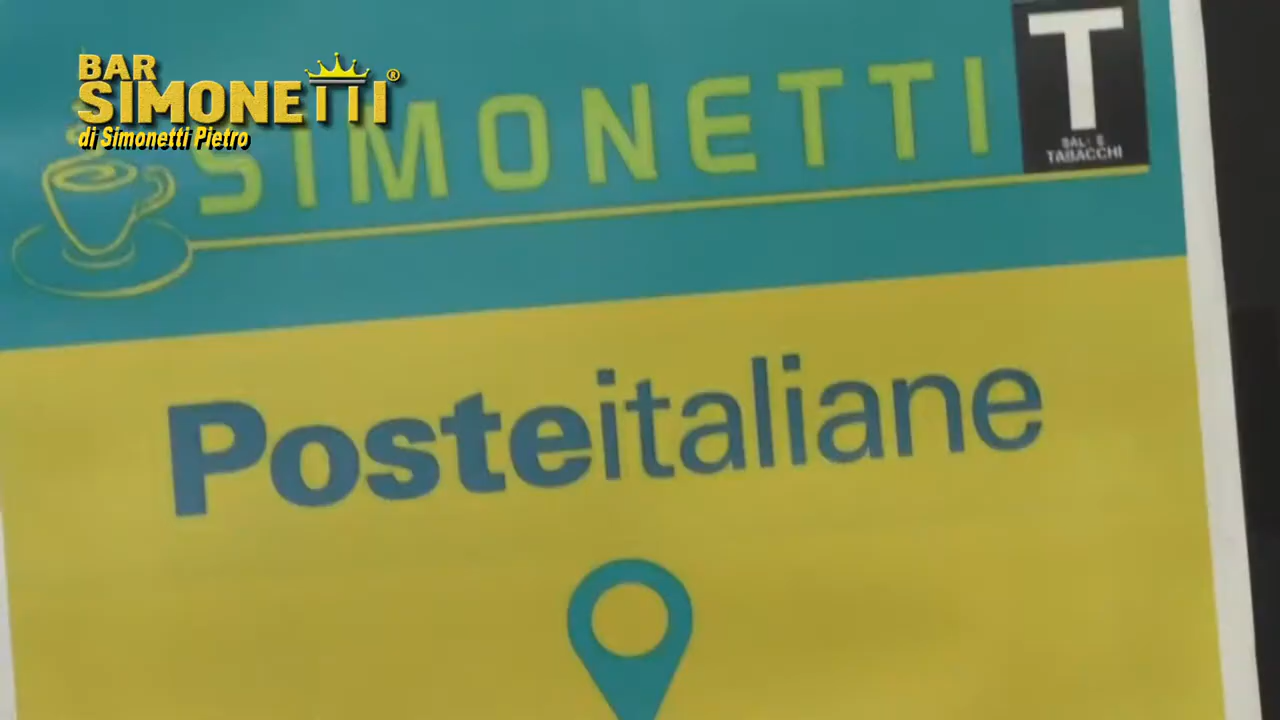 BAR
SIMONETTI®
di Simonetti Pietro
SIMONETTI
T
SALI E
TABACCHI
Posteitaliane